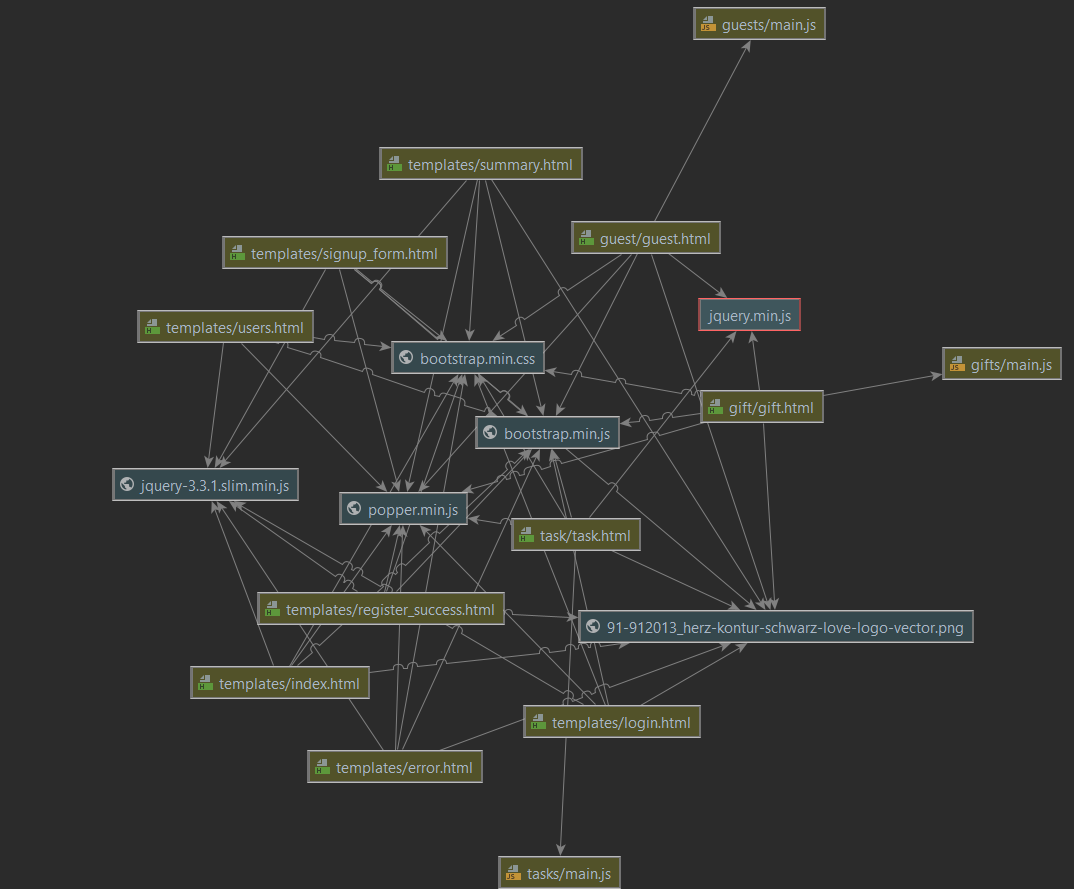 guests/main.js
templates/summary.html
guest/guest.html
templates/signup_form.html
jquery.min.js
templates/users.html
bootstrap.min.css
gifts/main.js
gift/gift.html
bootstrap.min.js
jquery-3.3.1.slim.min.js
popper.min.js
task/task.html
templates/register_success.html
91-912013_herz-kontur-schwarz-love-logo-vector.png
templates/index.html
templates/login.html
templates/error.html
tasks/main.js